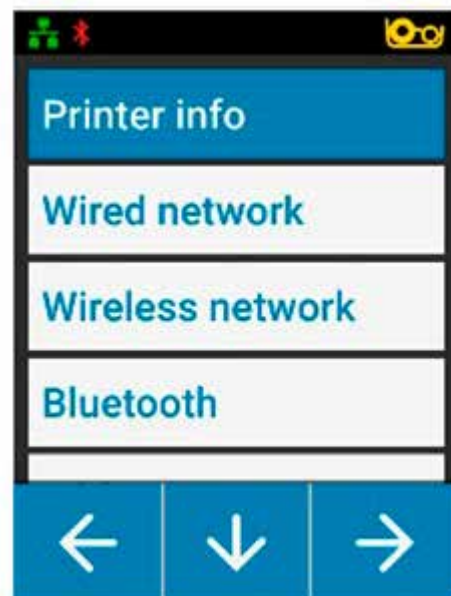 Printer info
Wired network
Wireless network
Bluetooth